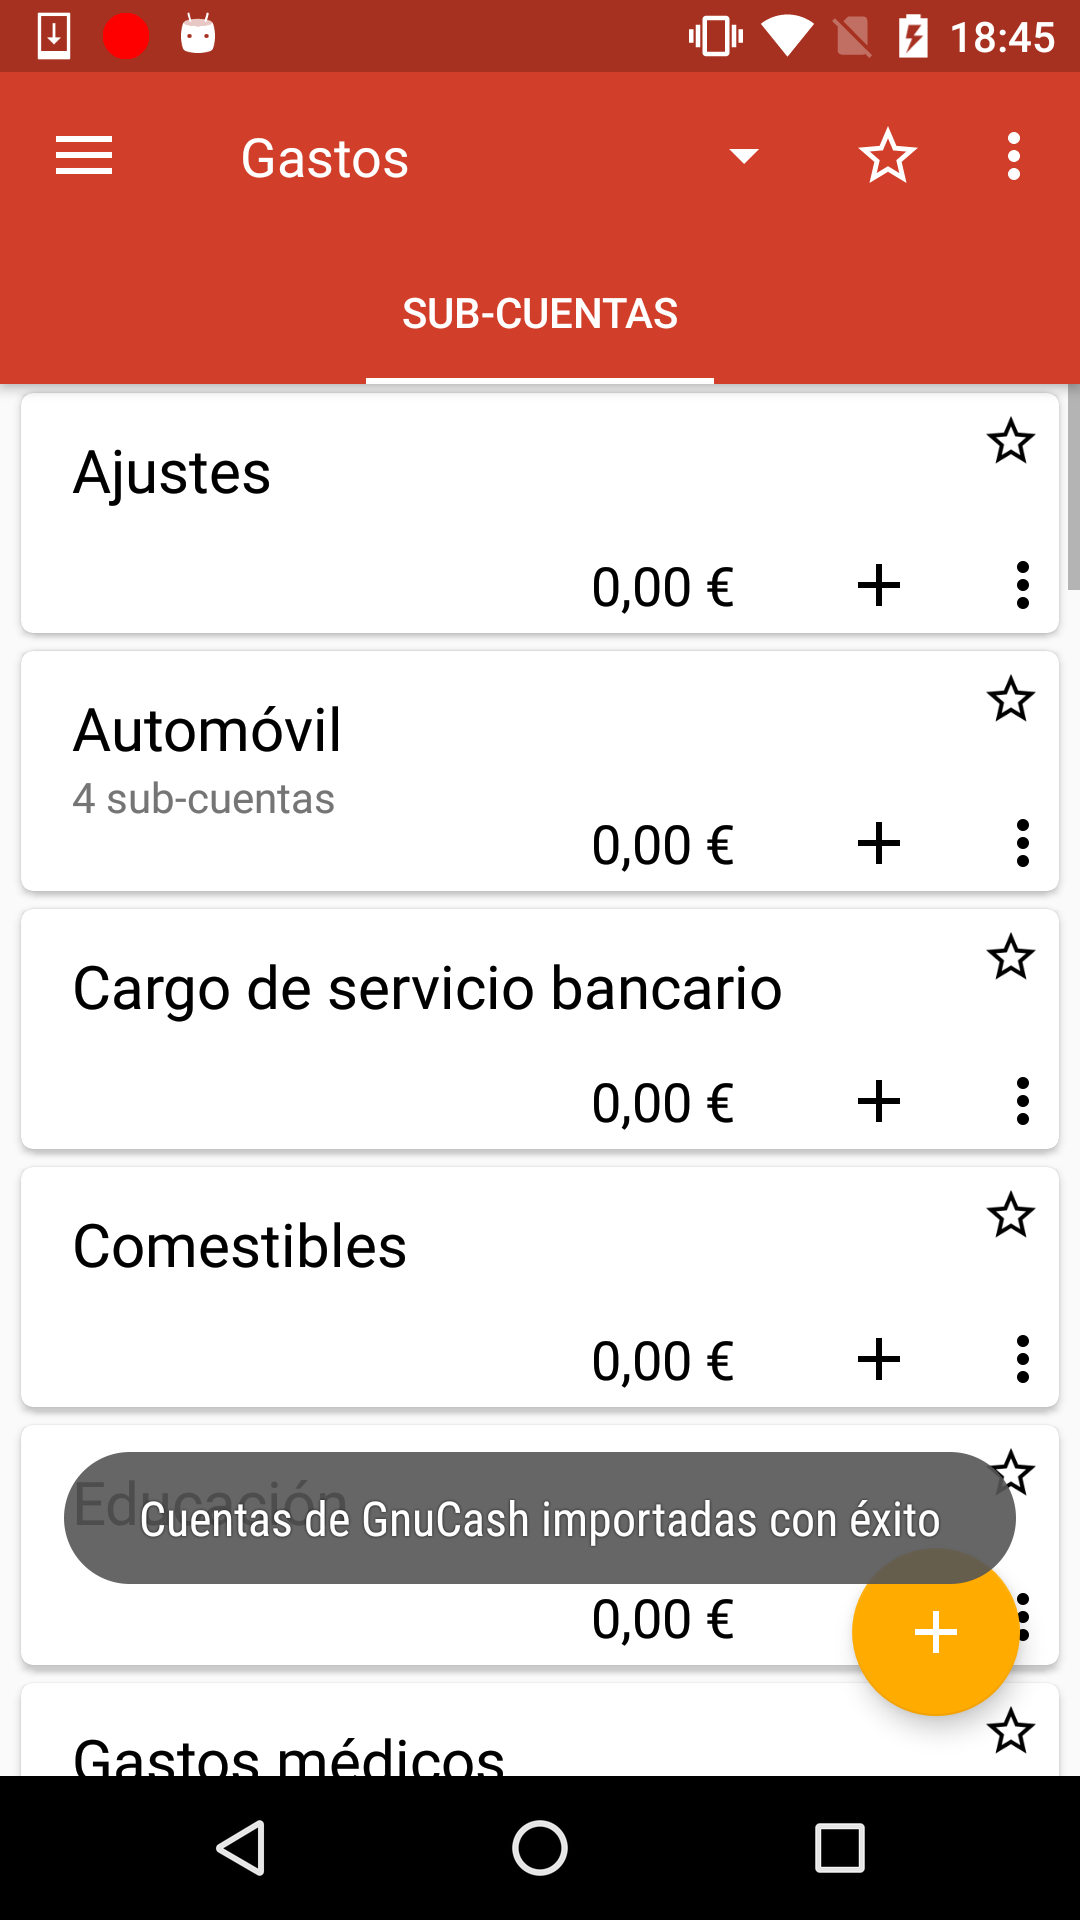 18:45
Gastos
SUB-CUENTAS
Ajustes
0,00 €
Automóvil
4 sub-cuentas
0,00 €
Cargo de servicio bancario
0,00 €
Comestibles
0,00 €
Educación
Cuentas de GnuCash importadas con éxito
0,00 €
Gastos médicos